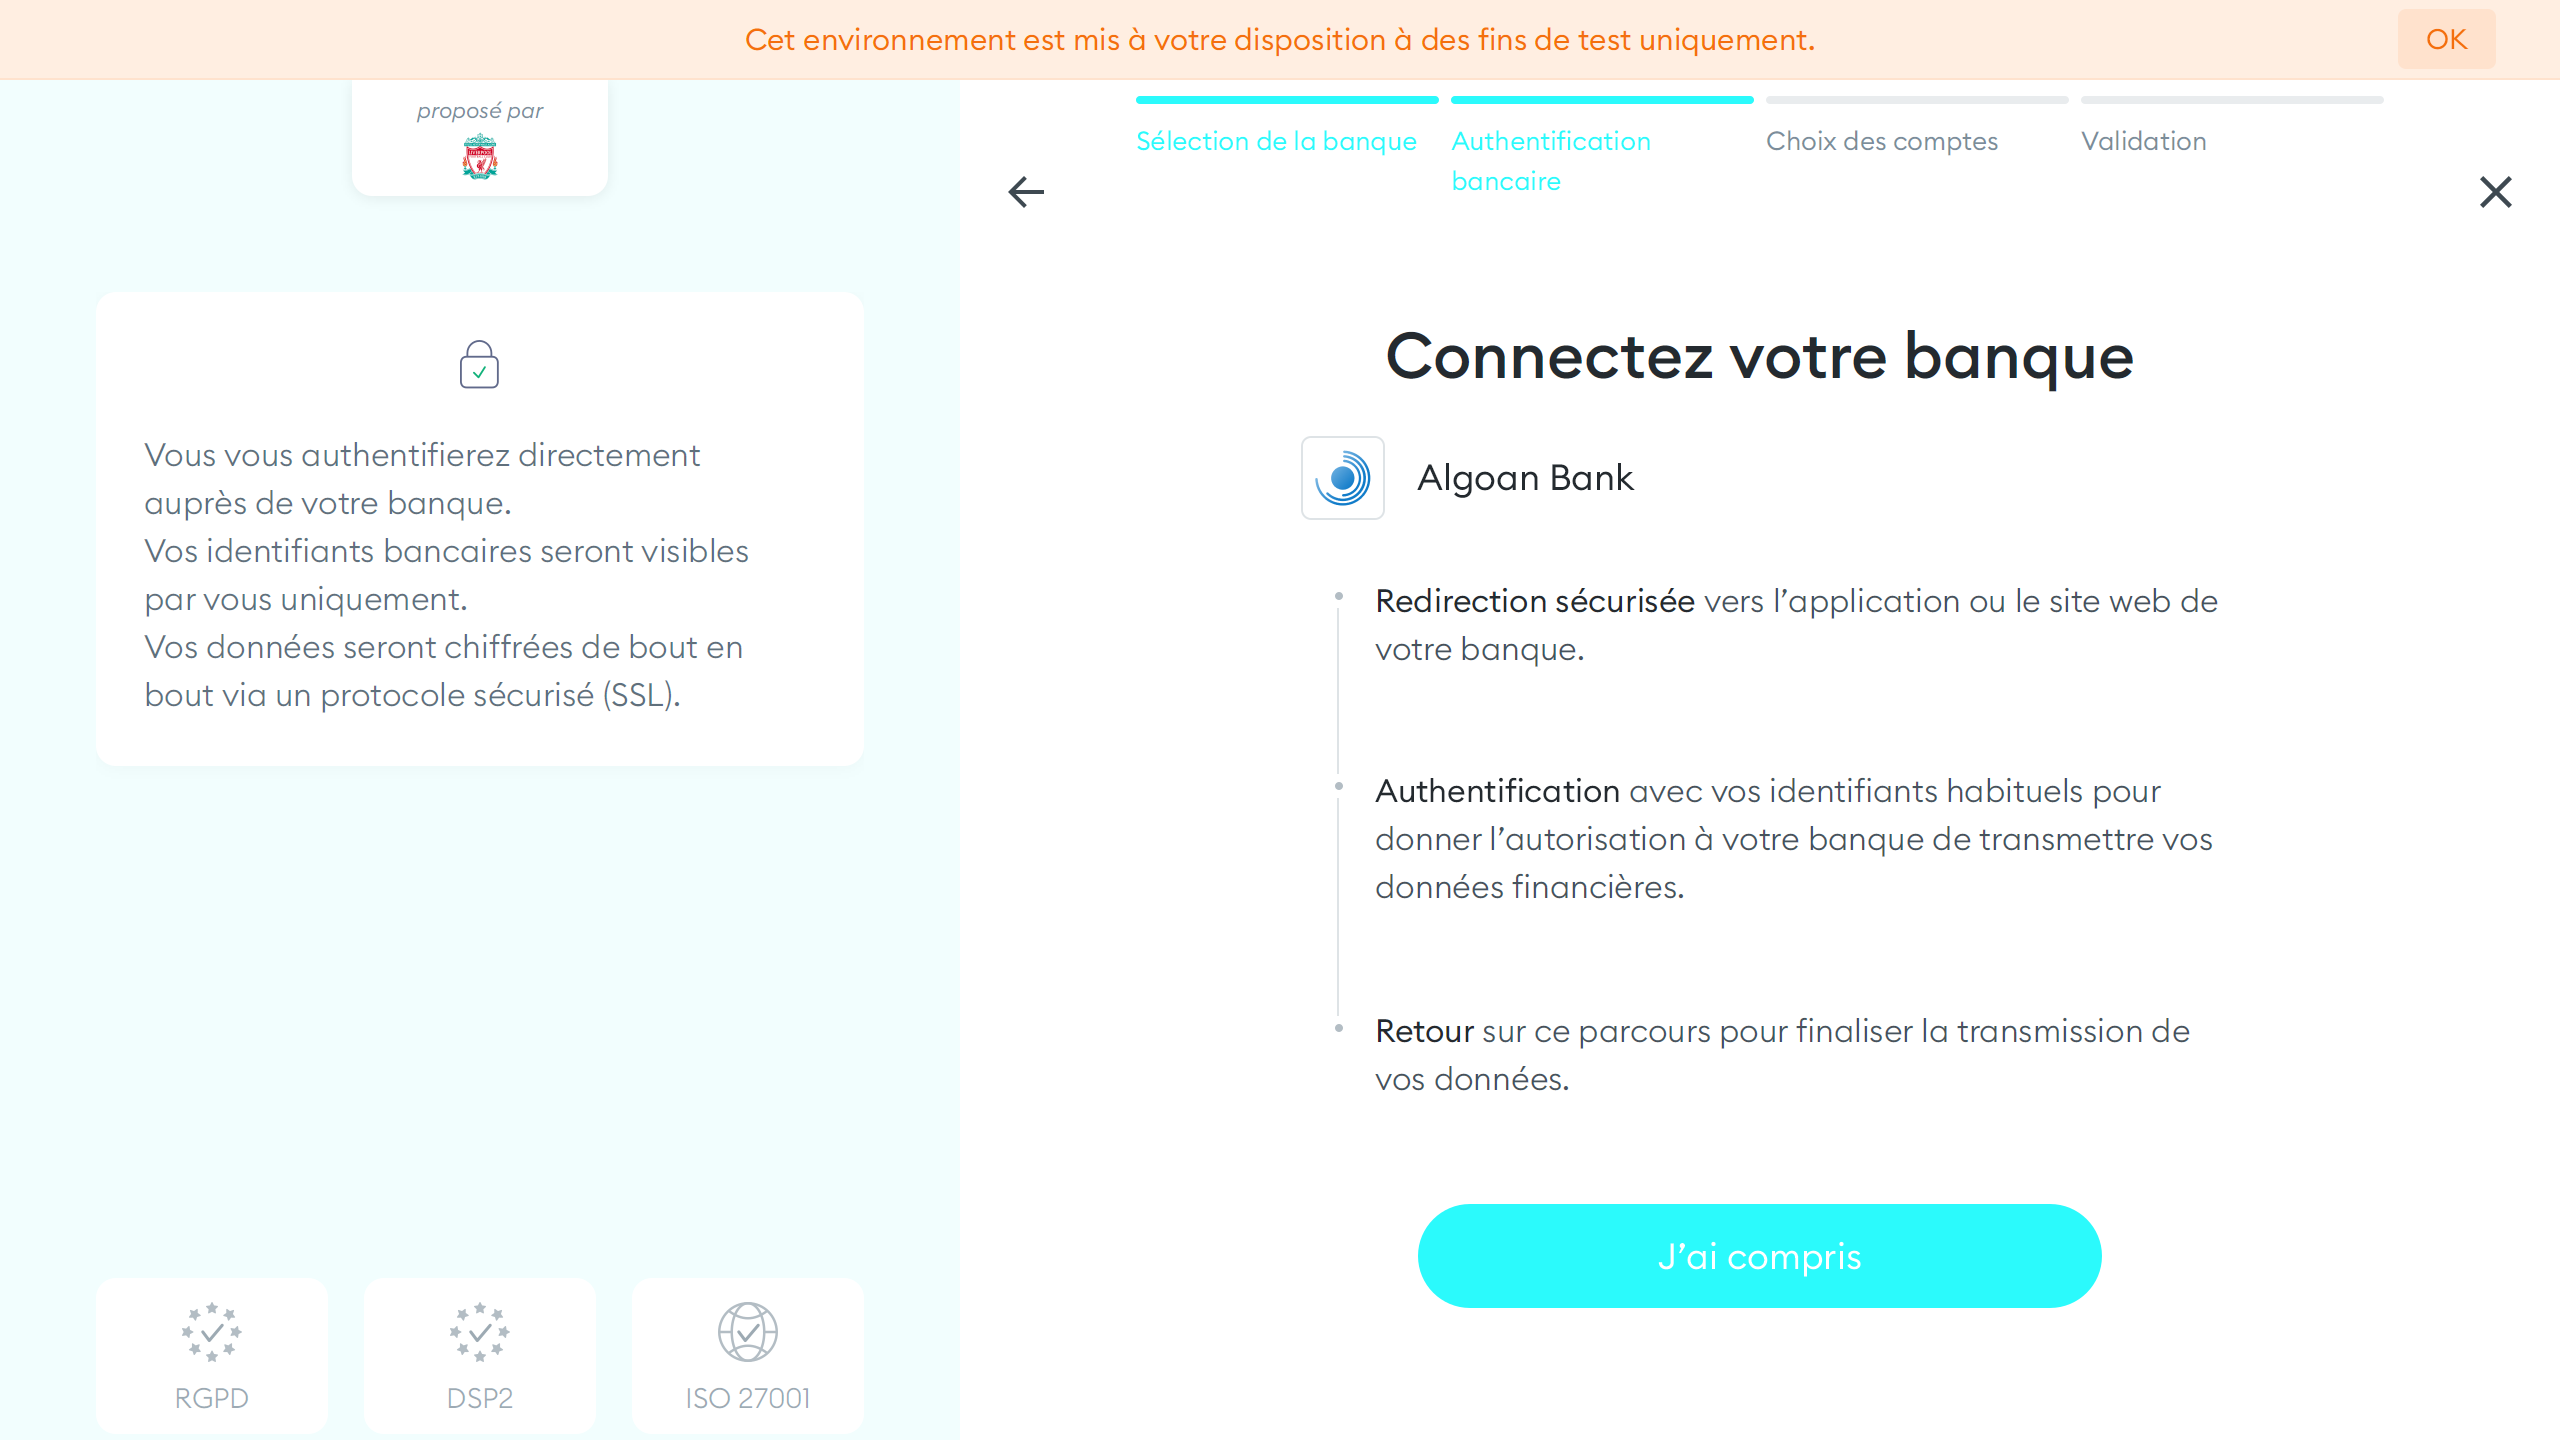 Cet environnement est mis à votre disposition à des fins de test uniquement.
OK
proposé par
Vous vous authentifierez directement
auprès de votre banque.
Vos identifiants bancaires seront visibles
par vous uniquement.
Vos données seront chiffrées de bout en
bout via un protocole sécurisé (SSL).
RGPD
DSP2
ISO 27001
Sélection de la banque
Authentification
bancaire
Choix des comptes
Validation
Connectez votre banque
Algoan Bank
Redirection sécurisée vers l’application ou le site web de
votre banque.
Authentification avec vos identifiants habituels pour
donner l’autorisation à votre banque de transmettre vos
données financières.
Retour sur ce parcours pour finaliser la transmission de
vos données.
J’ai compris